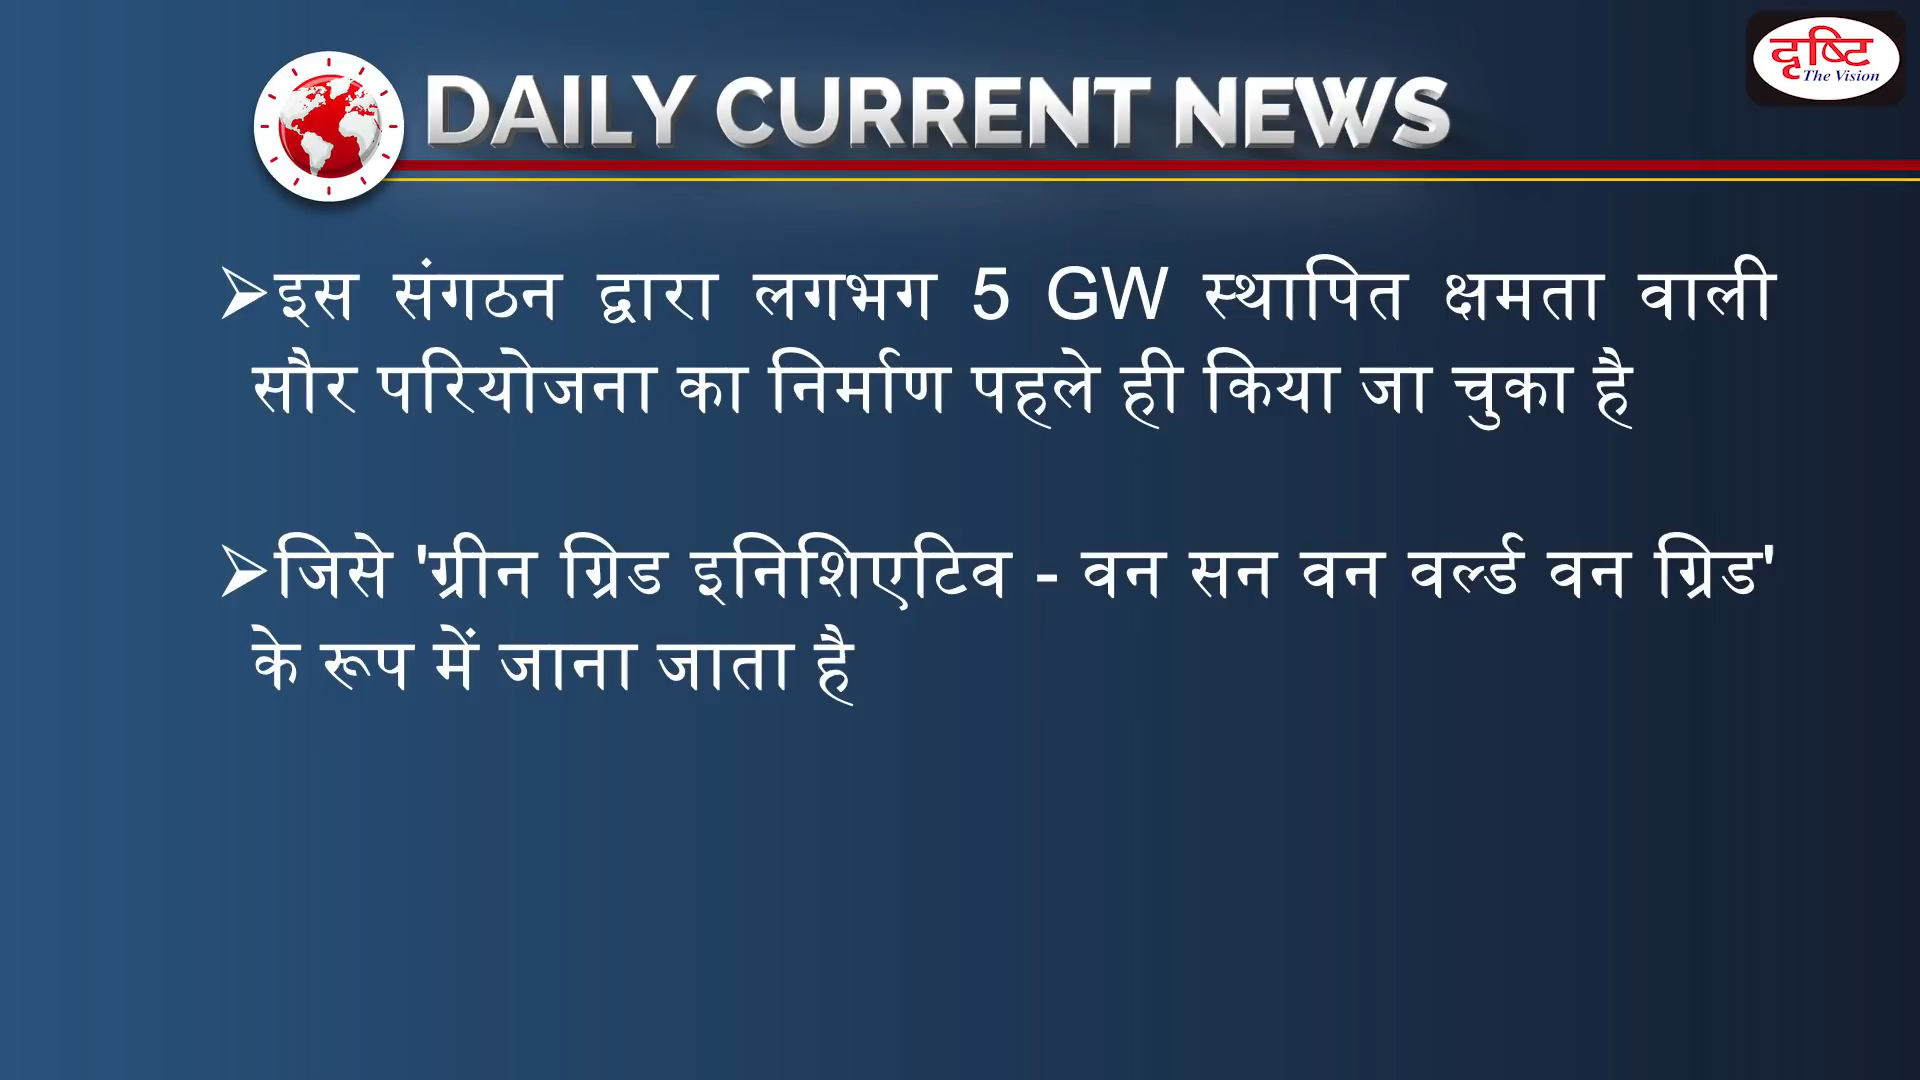 दृष्टि
The Vision
DAILY CURRENT NEWS
➢इस संगठन द्वारा लगभग 5 GW स्थापित क्षमता वाली
सौर परियोजना का निर्माण पहले ही किया जा चुका है
➢जिसे 'ग्रीन ग्रिड इनिशिएटिव - वन सन वन वर्ल्ड वन ग्रिड'
के रूप में जाना जाता है